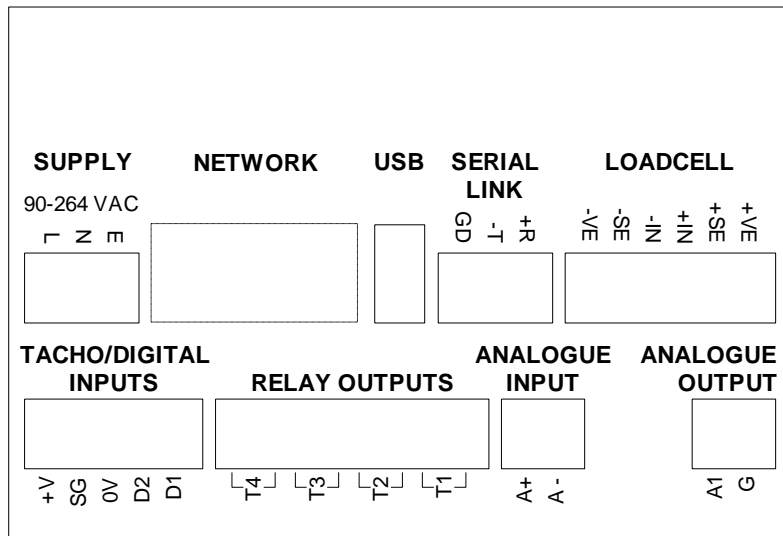 SUPPLY
90-264 VAC
L N E
NETWORK
USB
SERIAL
LINK
GD -T +R
LOADCELL
-VE -SE -IN +IN +SE +VE
TACHO/DIGITAL
INPUTS
+V SG 0V D2 D1
RELAY OUTPUTS
T4 T3 T2 T1
ANALOGUE
INPUT
A+ A-
ANALOGUE
OUTPUT
A1 G